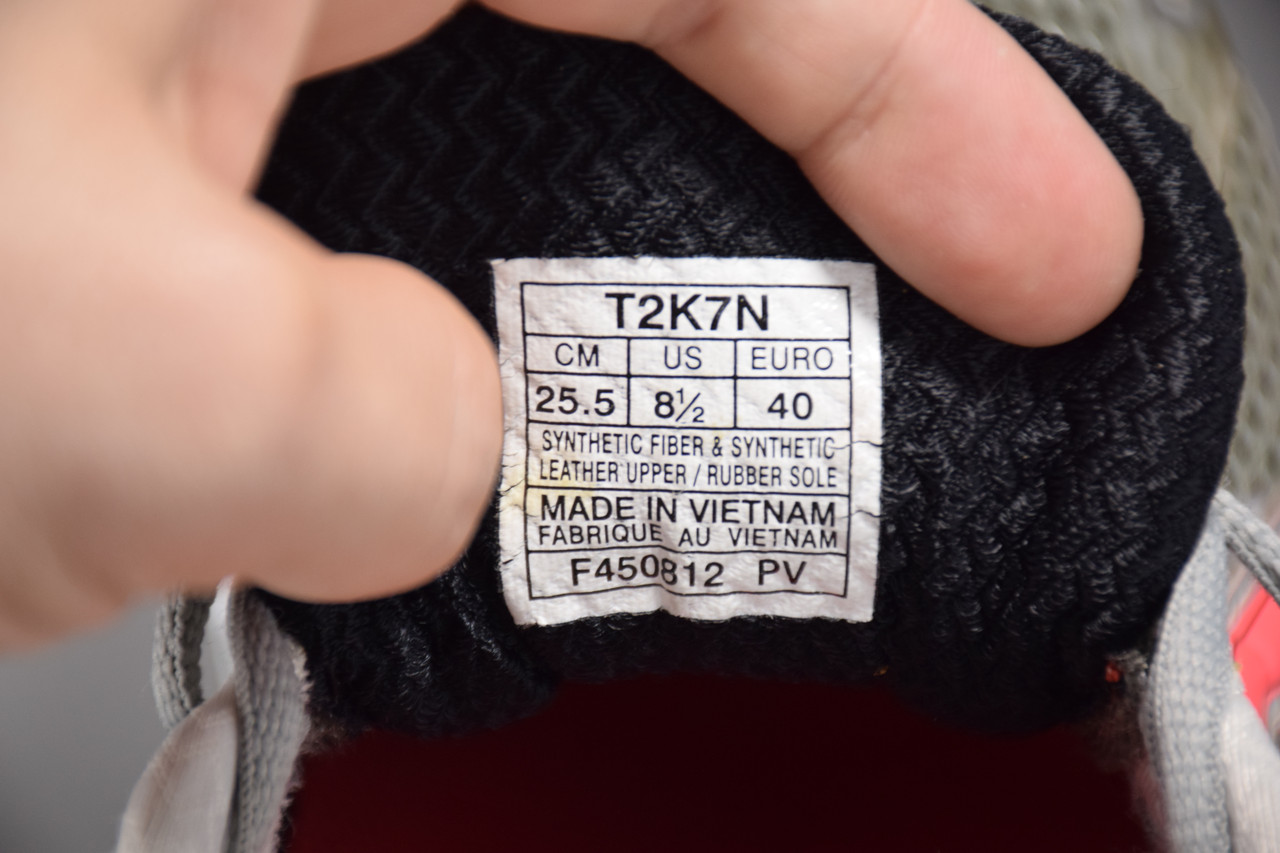 T2K7N
CM US EURO
25.5 8½ 40
SYNTHETIC FIBER & SYNTHETIC
LEATHER UPPER / RUBBER SOLE
MADE IN VIETNAM
FABRIQUE AU VIETNAM
F450812 PV